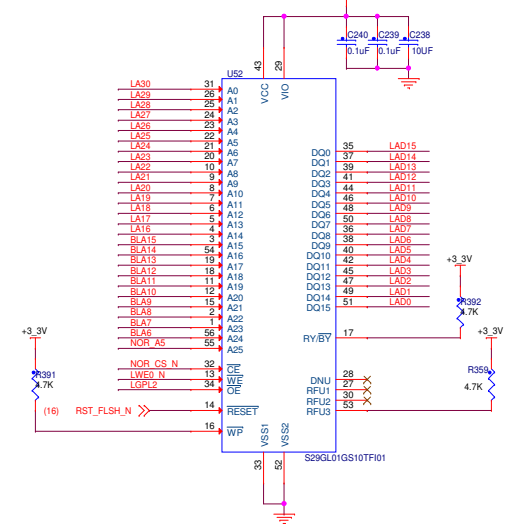 C240 C239 C238
0.1uF 0.1uF 10UF
U52
43 VCC
29 VIO
LA30 31 A0
LA29 26 A1
LA28 25 A2
LA27 24 A3
LA26 23 A4
LA25 22 A5
LA24 21 A6
LA23 20 A7
LA22 10 A8
LA21 9 A9
LA20 8 A10
LA19 7 A11
LA18 6 A12
LA17 5 A13
LA16 4 A14
BLA15 3 A15
BLA14 54 A16
BLA13 19 A17
BLA12 18 A18
BLA11 11 A19
BLA10 12 A20
BLA9 15 A21
BLA8 2 A22
BLA7 1 A23
BLA6 56 A24
NOR_A5 55 A25
NOR_CS_N 32 CE
LWE0_N 13 WE
LGPL2 34 OE
(16) RST_FLSH_N 14 RESET
16 WP
+3_3V
R391
4.7K
DQ0 35 LAD15
DQ1 37 LAD14
DQ2 39 LAD13
DQ3 41 LAD12
DQ4 44 LAD11
DQ5 46 LAD10
DQ6 48 LAD9
DQ7 50 LAD8
DQ8 36 LAD7
DQ9 38 LAD6
DQ10 40 LAD5
DQ11 42 LAD4
DQ12 45 LAD3
DQ13 47 LAD2
DQ14 49 LAD1
DQ15 51 LAD0
RY/BY 17
DNU 28
RFU1 27
RFU2 30
RFU3 53
+3_3V
R392
4.7K
+3_3V
R359
4.7K
VSS1 33
VSS2 52
S29GL01GS10TFI01